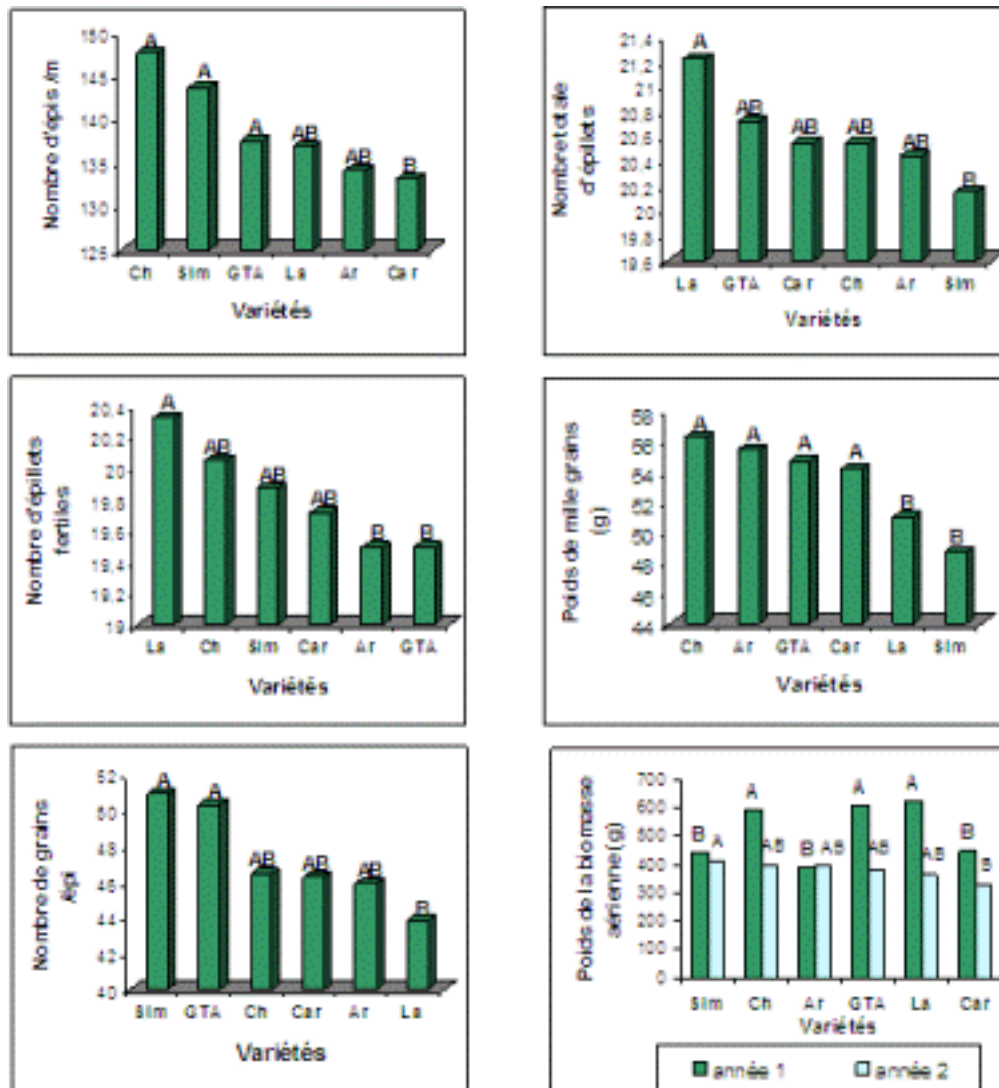 Nombre d'épis /m
150
145
140
135
130
125
A
A
A
AB
AB
B
Ch Sim GTA La Ar Car
Variétés
Nombre totale
d'épillets
21.4
21.2
21
20.8
20.6
20.4
20.2
20
19.8
19.6
A
AB
AB
AB
AB
B
La GTA Car Ch Ar Sim
Variétés
Nombre d'épillets
fertiles
20.4
20.2
20
19.8
19.6
19.4
19.2
19
A
AB
AB
AB
B
B
La Ch Sim Car Ar GTA
Variétés
Poids de mille grains
(g)
58
56
54
52
50
48
46
44
A
A
A
A
B
B
Ch Ar GTA Car La Sim
Variétés
Nombre de grains
/épi
52
50
48
46
44
42
40
A
A
AB
AB
AB
B
Sim GTA Ch Car Ar La
Variétés
Poids de la biomasse
aérienne(g)
700
600
500
400
300
200
100
0
B A
A AB
B AB
A AB
A AB
B B
Sim Ch Ar GTA La Car
Variétés
année 1 année 2